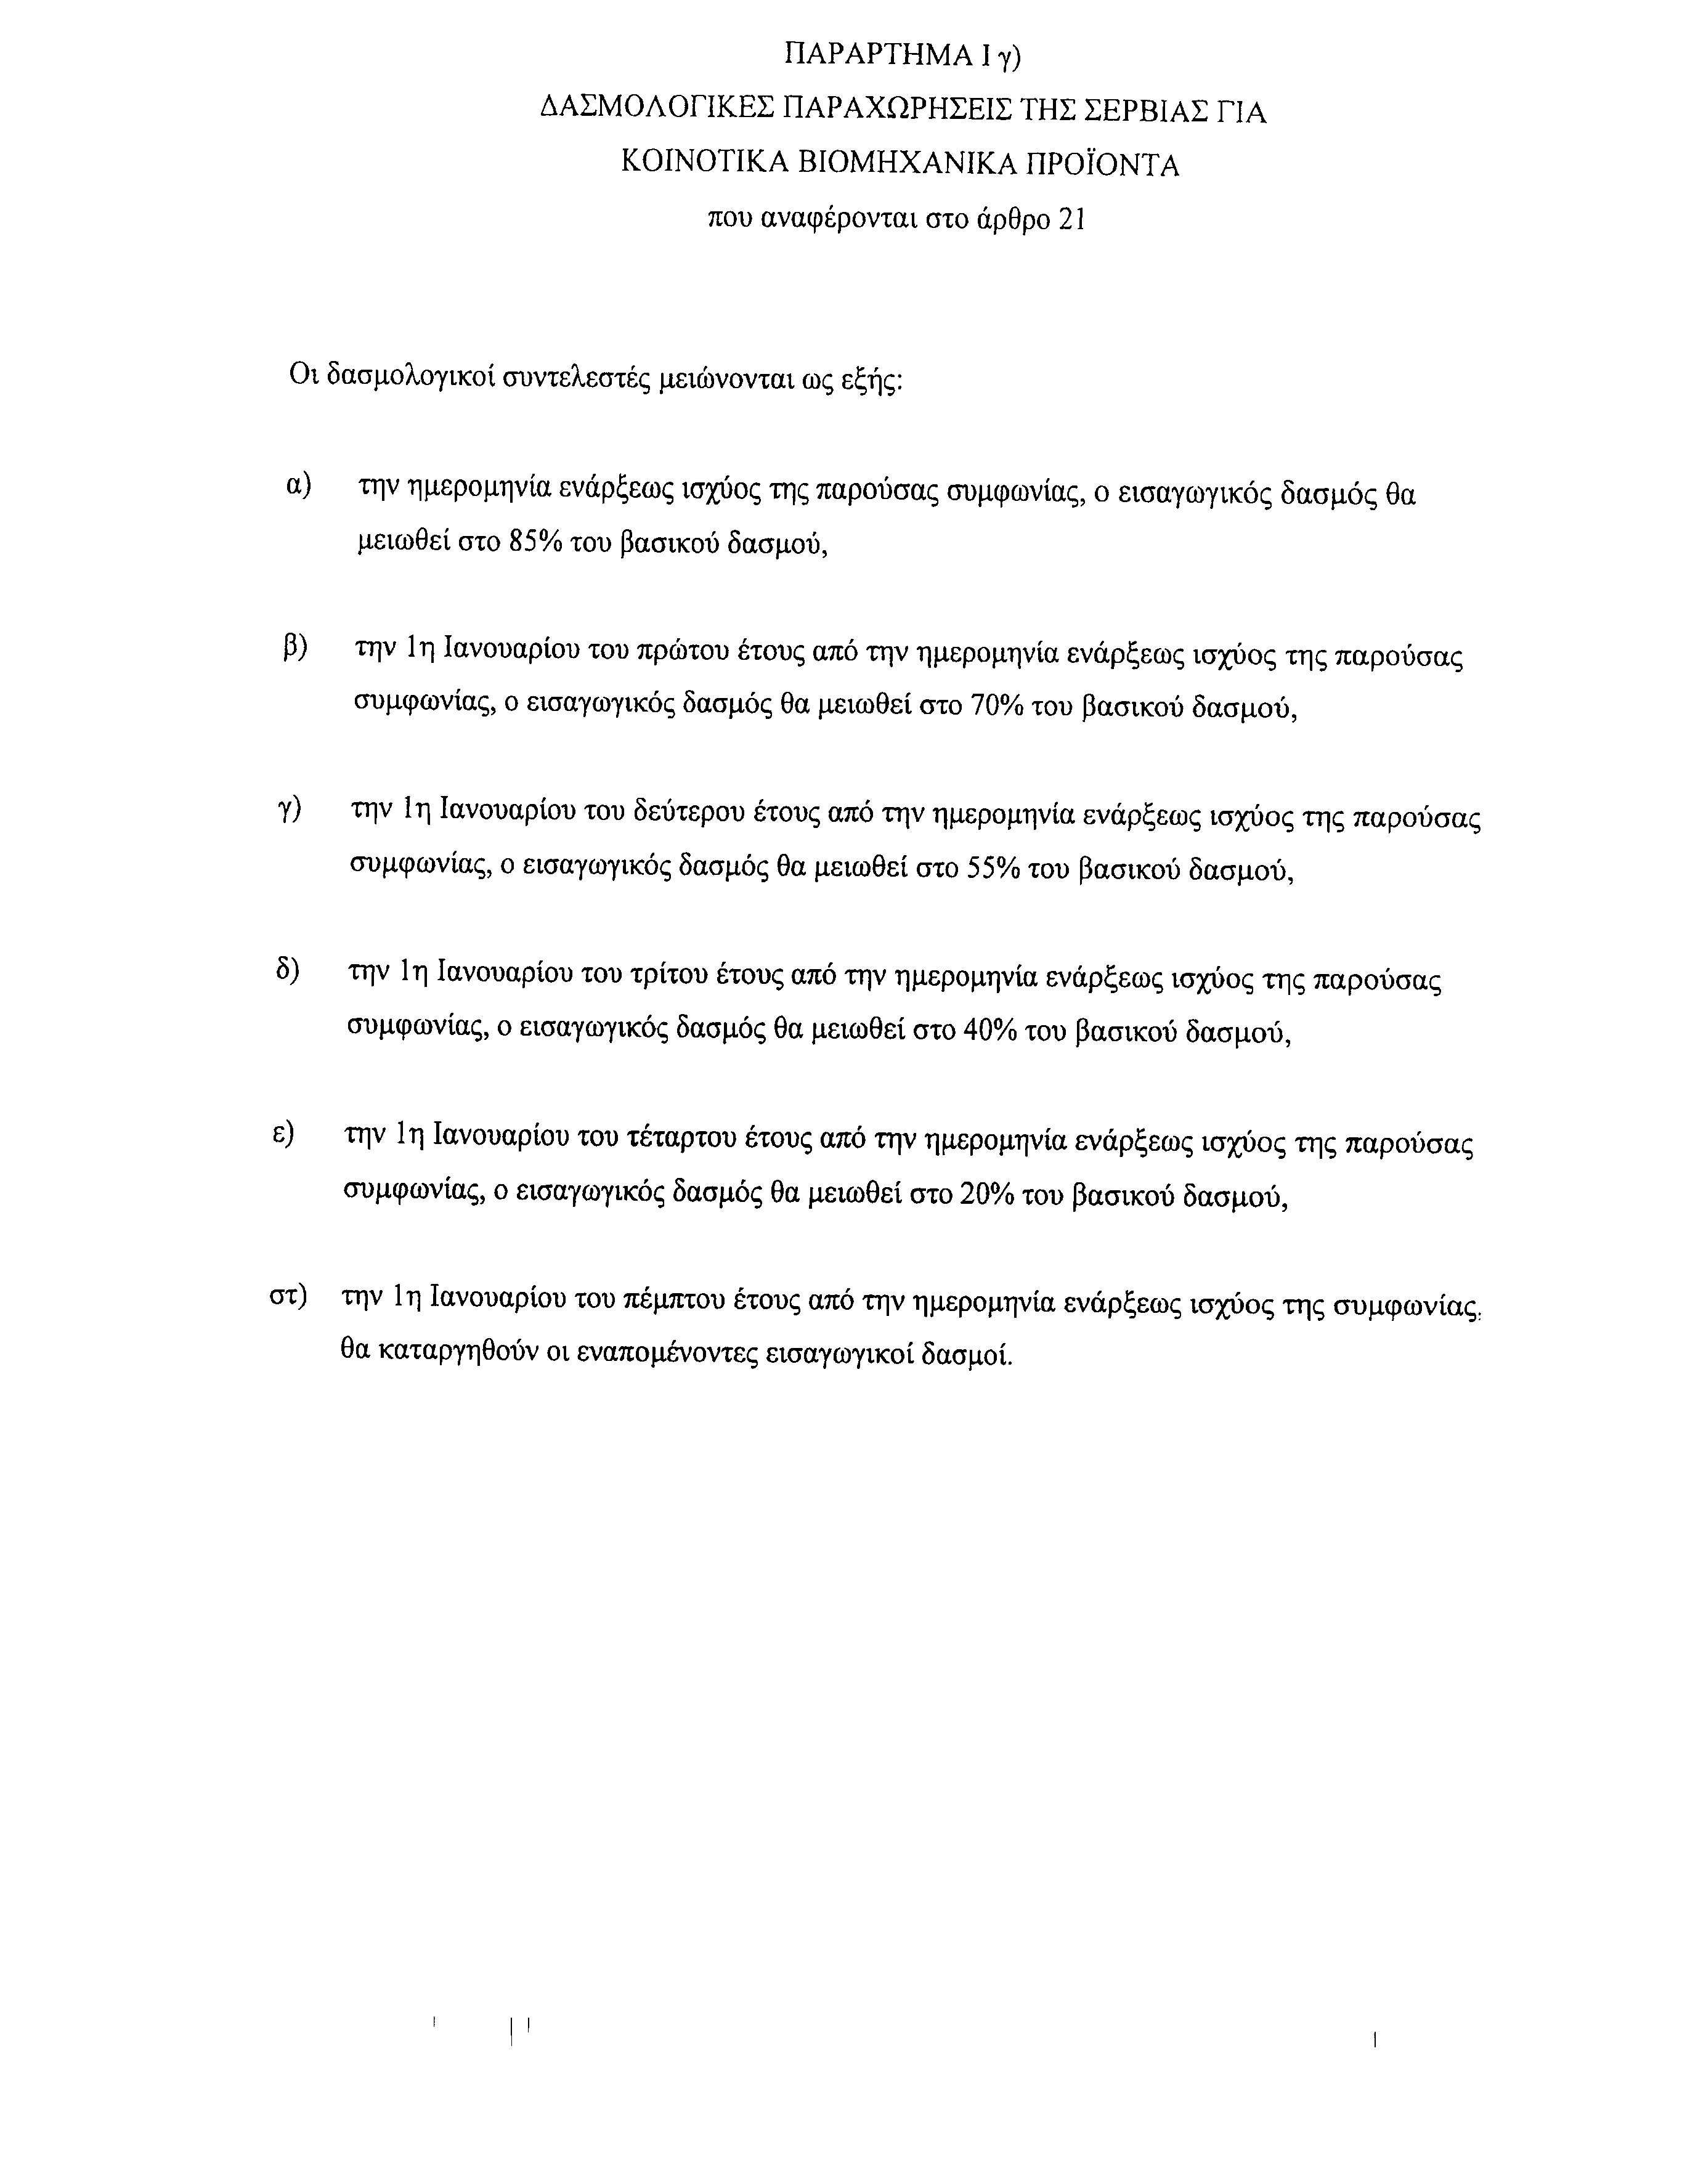 ΠΑΡΑΡΤΗΜΑ Ι γ)
ΔΑΣΜΟΛΟΓΙΚΕΣ ΠΑΡΑΧΩΡΗΣΕΙΣ ΤΗΣ ΣΕΡΒΙΑΣ ΓΙΑ
ΚΟΙΝΟΤΙΚΑ ΒΙΟΜΗΧΑΝΙΚΑ ΠΡΟΪΟΝΤΑ
που αναφέρονται στο άρθρο 21
Οι δασμολογικοί συντελεστές μειώνονται ως εξής:
α) την ημερομηνία ενάρξεως ισχύος της παρούσας συμφωνίας, ο εισαγωγικός δασμός θα
μειωθεί στο 85% του βασικού δασμού,
β) την 1η Ιανουαρίου του πρώτου έτους από την ημερομηνία ενάρξεως ισχύος της παρούσας
συμφωνίας, ο εισαγωγικός δασμός θα μειωθεί στο 70% του βασικού δασμού,
γ) την 1η Ιανουαρίου του δεύτερου έτους από την ημερομηνία ενάρξεως ισχύος της παρούσας
συμφωνίας, ο εισαγωγικός δασμός θα μειωθεί στο 55% του βασικού δασμού,
δ) την 1η Ιανουαρίου του τρίτου έτους από την ημερομηνία ενάρξεως ισχύος της παρούσας
συμφωνίας, ο εισαγωγικός δασμός θα μειωθεί στο 40% του βασικού δασμού,
ε) την 1η Ιανουαρίου του τέταρτου έτους από την ημερομηνία ενάρξεως ισχύος της παρούσας
συμφωνίας, ο εισαγωγικός δασμός θα μειωθεί στο 20% του βασικού δασμού,
στ) την 1η Ιανουαρίου του πέμπτου έτους από την ημερομηνία ενάρξεως ισχύος της συμφωνίας,
θα καταργηθούν οι εναπομένοντες εισαγωγικοί δασμοί.